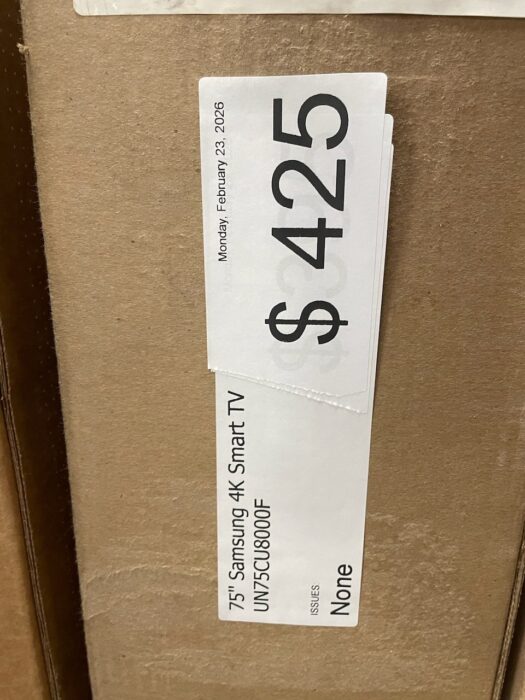 Monday, February 23, 2026
$ 425
75" Samsung 4K Smart TV
UN75CU8000F
ISSUES
None